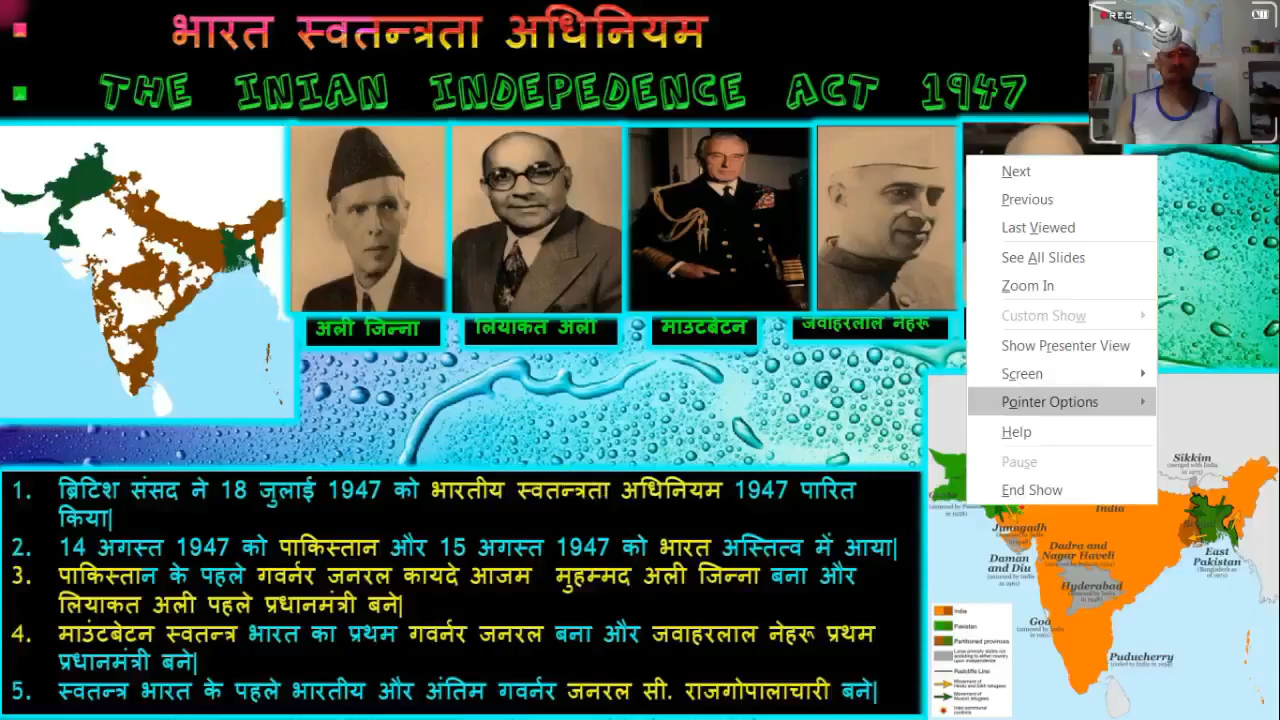 भारत स्वतन्त्रता अधिनियम
THE INIAN INDEPEDENCE ACT 1947
REC
अली जिन्ना
लियाकत अली
माउंटबेटन
जवाहरलाल नेहरू
Next
Previous
Last Viewed
See All Slides
Zoom In
Custom Show
Show Presenter View
Screen
Pointer Options
Help
Pause
End Show
1. ब्रिटिश संसद ने 18 जुलाई 1947 को भारतीय स्वतन्त्रता अधिनियम 1947 पारित
किया|
2. 14 अगस्त 1947 को पाकिस्तान और 15 अगस्त 1947 को भारत अस्तित्व में आया|
3. पाकिस्तान के पहले गवर्नर जनरल कायदे आजम मुहम्मद अली जिन्ना बना और
लियाकत अली पहले प्रधानमंत्री बने|
4. माउंटबेटन स्वतन्त्र भारत का प्रथम गवर्नर जनरल बना और जवाहरलाल नेहरू प्रथम
प्रधानमंत्री बने|
5. स्वतन्त्र भारत के प्रथम भारतीय और अंतिम गवर्नर जनरल सी. राजगोपालाचारी बने|
Sikkim
India
Junagadh
Daman
and Diu
Dadra and
Nagar Haveli
Hyderabad
East
Pakistan
Goa
Puducherry
India
Pakistan
Partitioned provinces
Radcliffe Line